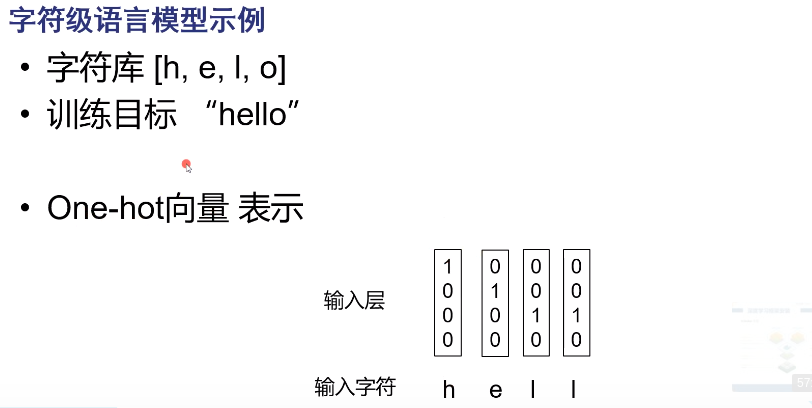 字符级语言模型示例
• 字符库 [h, e, l, o]
• 训练目标 “hello”
• One-hot向量 表示
1 0 0 0
0 1 0 0
输入层
0 0 1 1
0 0 0 0
输入字符 h e l l
57